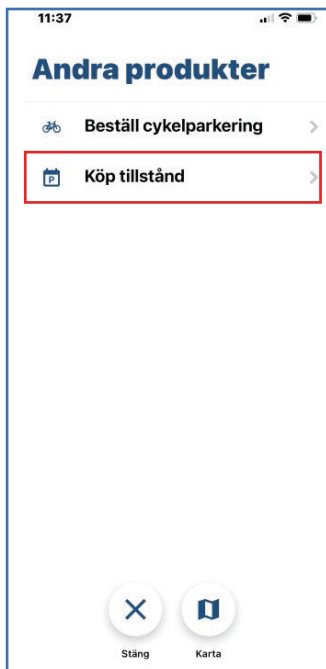 11:37
Andra produkter
Beställ cykelparkering
P Köp tillstånd
Stäng Karta